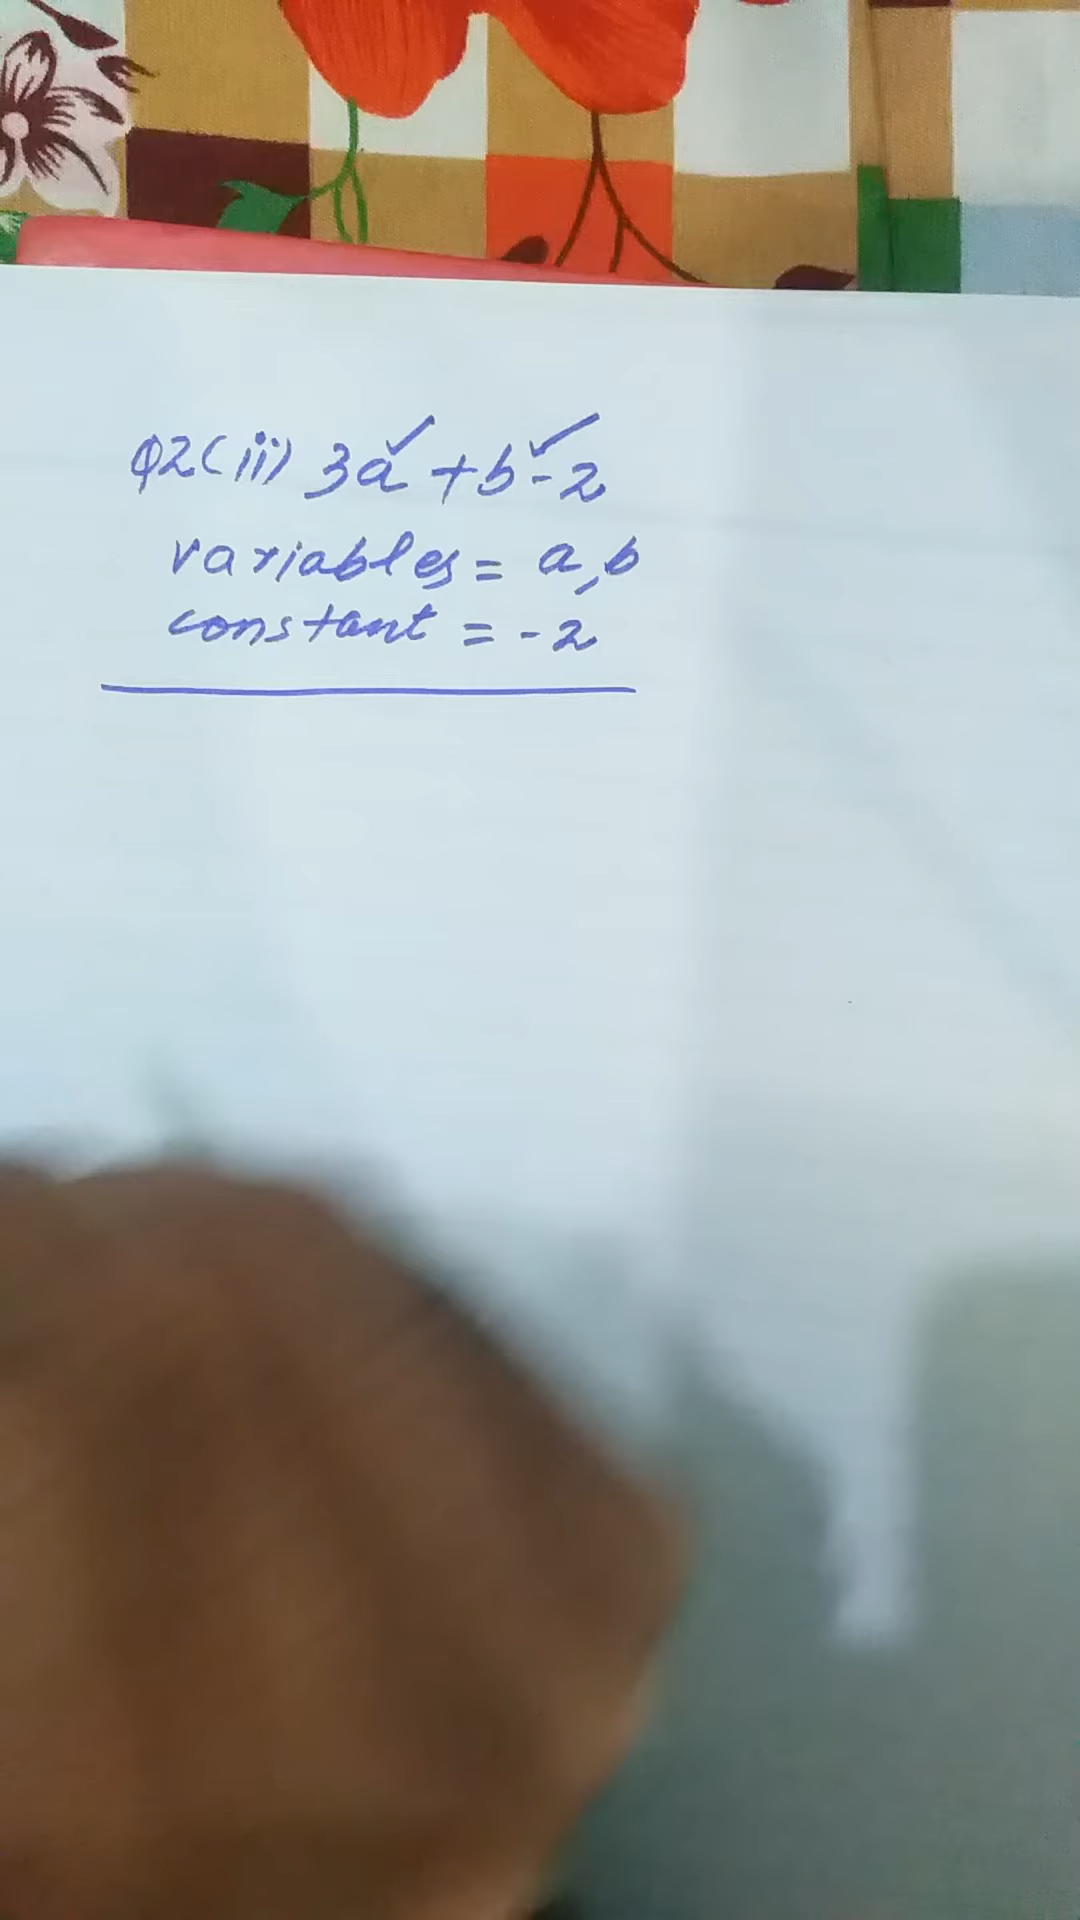 Q2(ii) 3a + b - 2
variables = a, b
constant = - 2